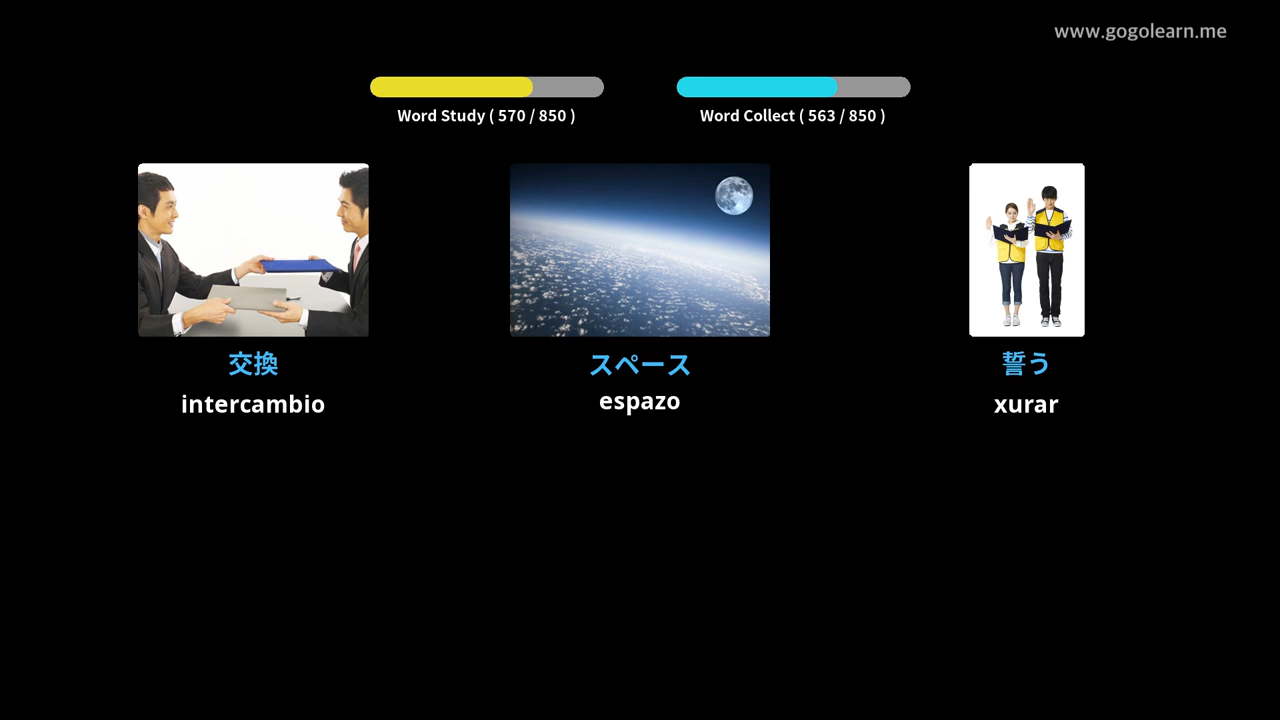 www.gogolearn.me
Word Study ( 570 / 850 )
Word Collect ( 563 / 850 )
交換
intercambio
スペース
espazo
誓う
xurar